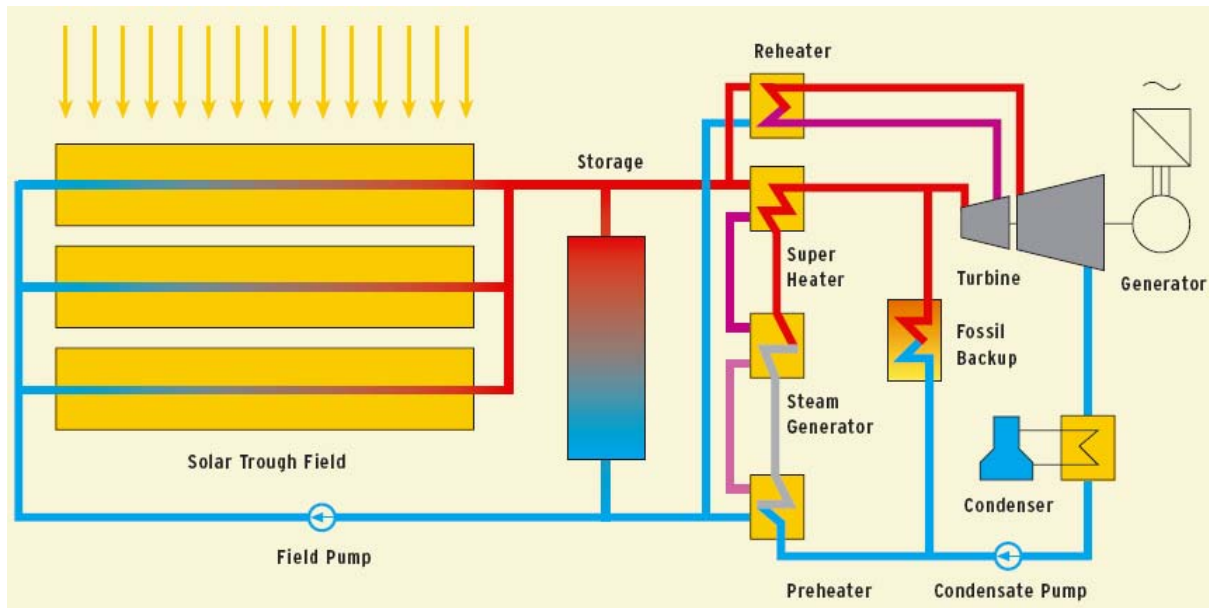 Reheater
Storage
Super
Heater
Turbine
Generator
Fossil
Backup
Steam
Generator
Solar Trough Field
Condenser
Field Pump
Preheater
Condensate Pump